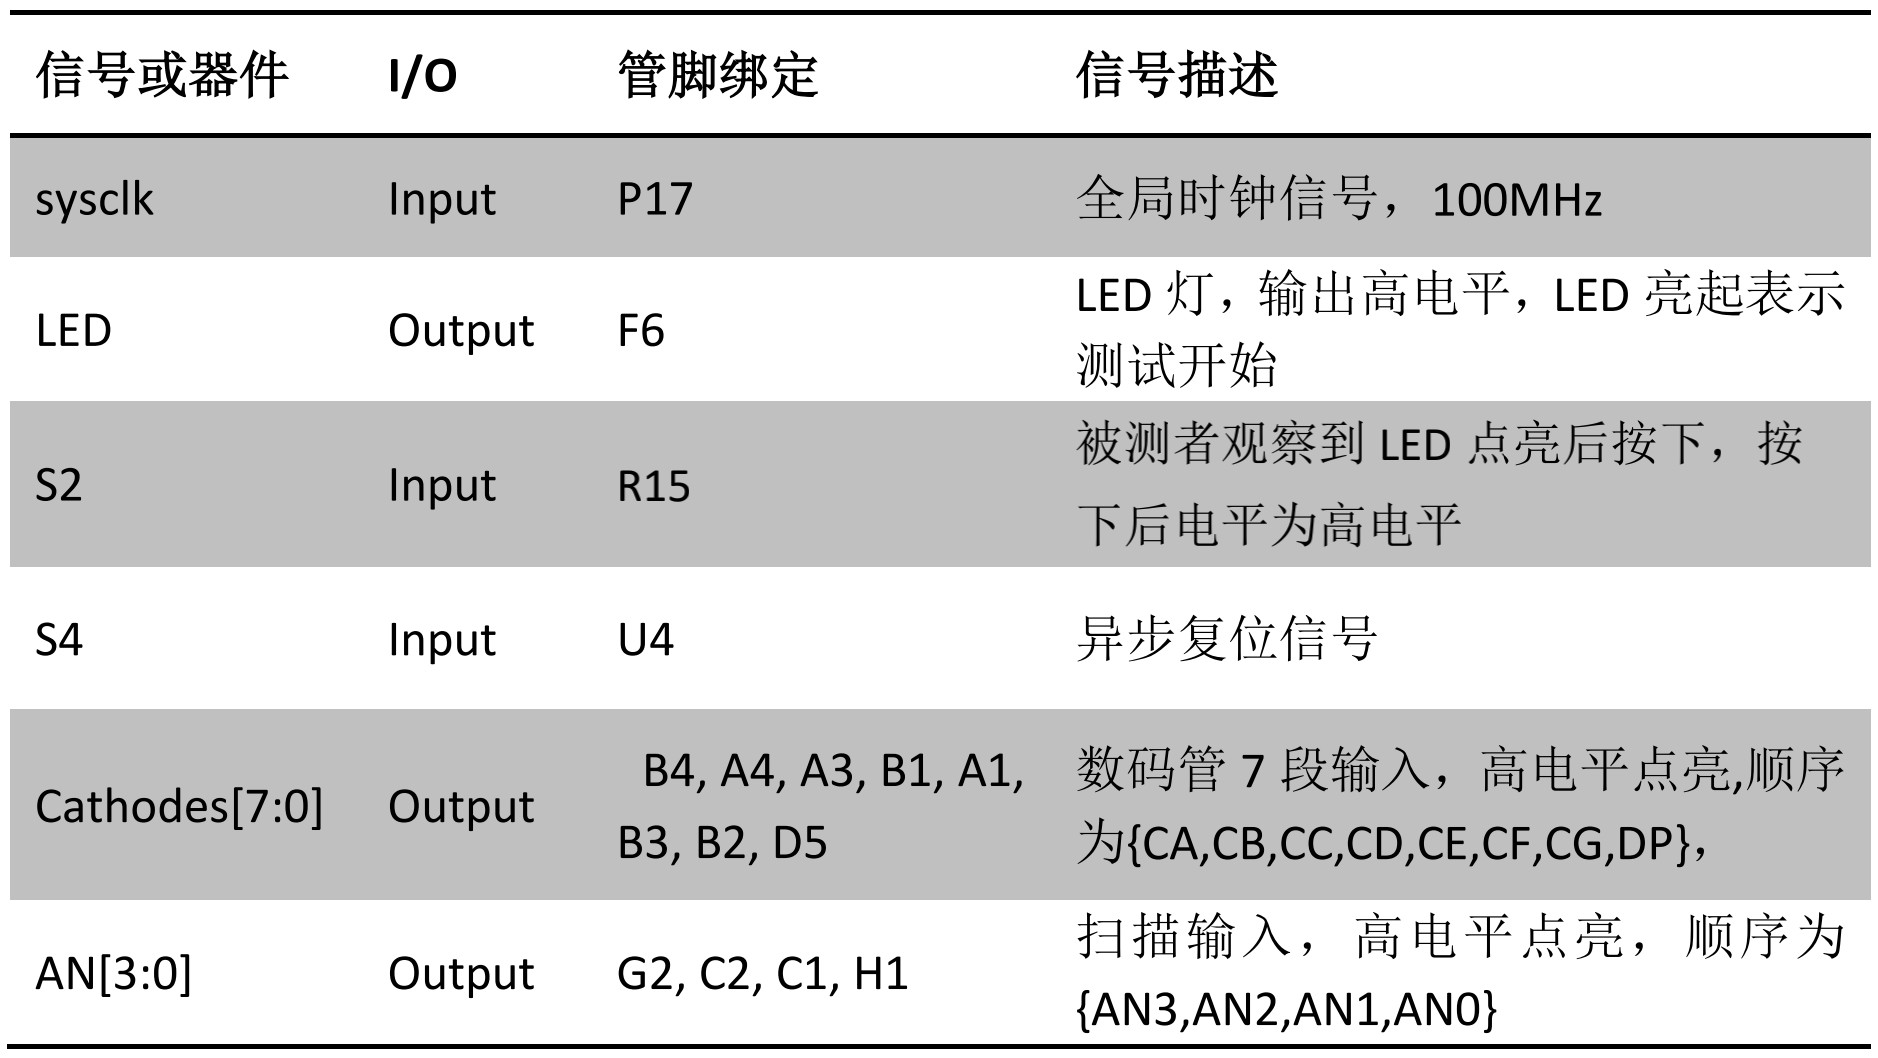 信号或器件 I/O 管脚绑定 信号描述
sysclk Input P17 全局时钟信号，100MHz
LED Output F6 LED 灯，输出高电平，LED 亮起表示
测试开始
S2 Input R15 被测者观察到 LED 点亮后按下，按
下后电平为高电平
S4 Input U4 异步复位信号
Cathodes[7:0] Output B4, A4, A3, B1, A1,
B3, B2, D5
数码管 7 段输入，高电平点亮,顺序
为{CA,CB,CC,CD,CE,CF,CG,DP}，
AN[3:0] Output G2, C2, C1, H1 扫描输入，高电平点亮，顺序为
{AN3,AN2,AN1,AN0}